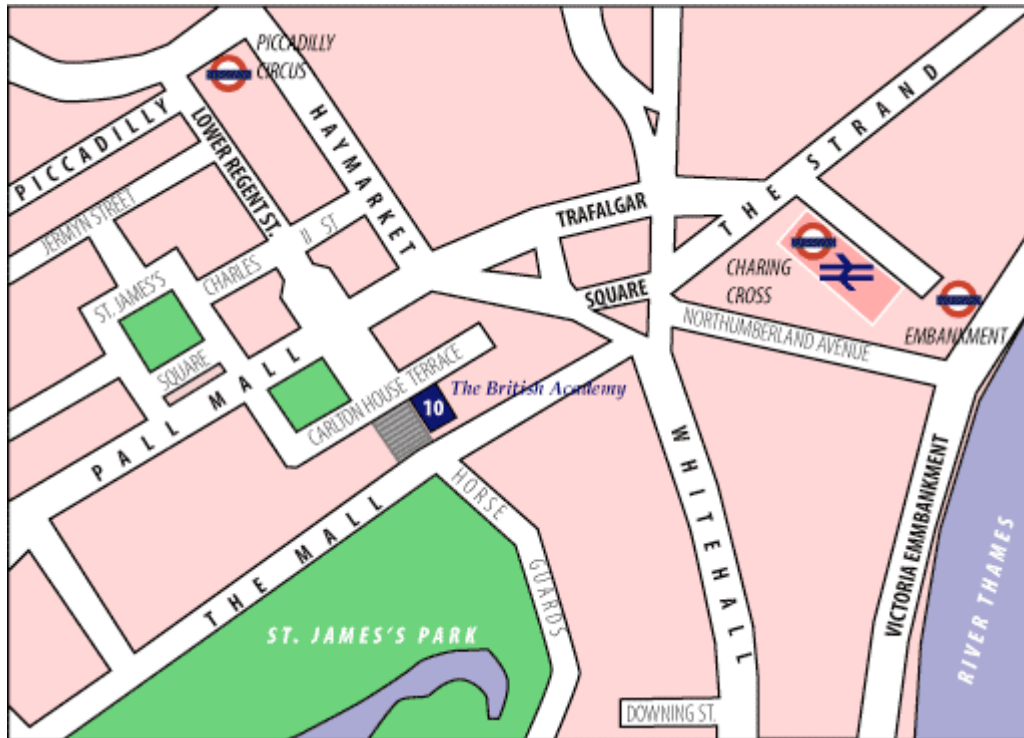 PICCADILLY
CIRCUS
PICCADILLY
LOWER REGENT ST.
HAYMARKET
JERMYN STREET
THE STRAND
TRAFALGAR
SQUARE
II ST
CHARLES
ST. JAMES'S
SQUARE
CHARING
CROSS
EMBANKMENT
NORTHUMBERLAND AVENUE
PALL MALL
CARLTON HOUSE TERRACE
10
The British Academy
THE MALL
HORSE
GUARDS
WHITEHALL
VICTORIA EMMBANKMENT
RIVER THAMES
ST. JAMES'S PARK
DOWNING ST.